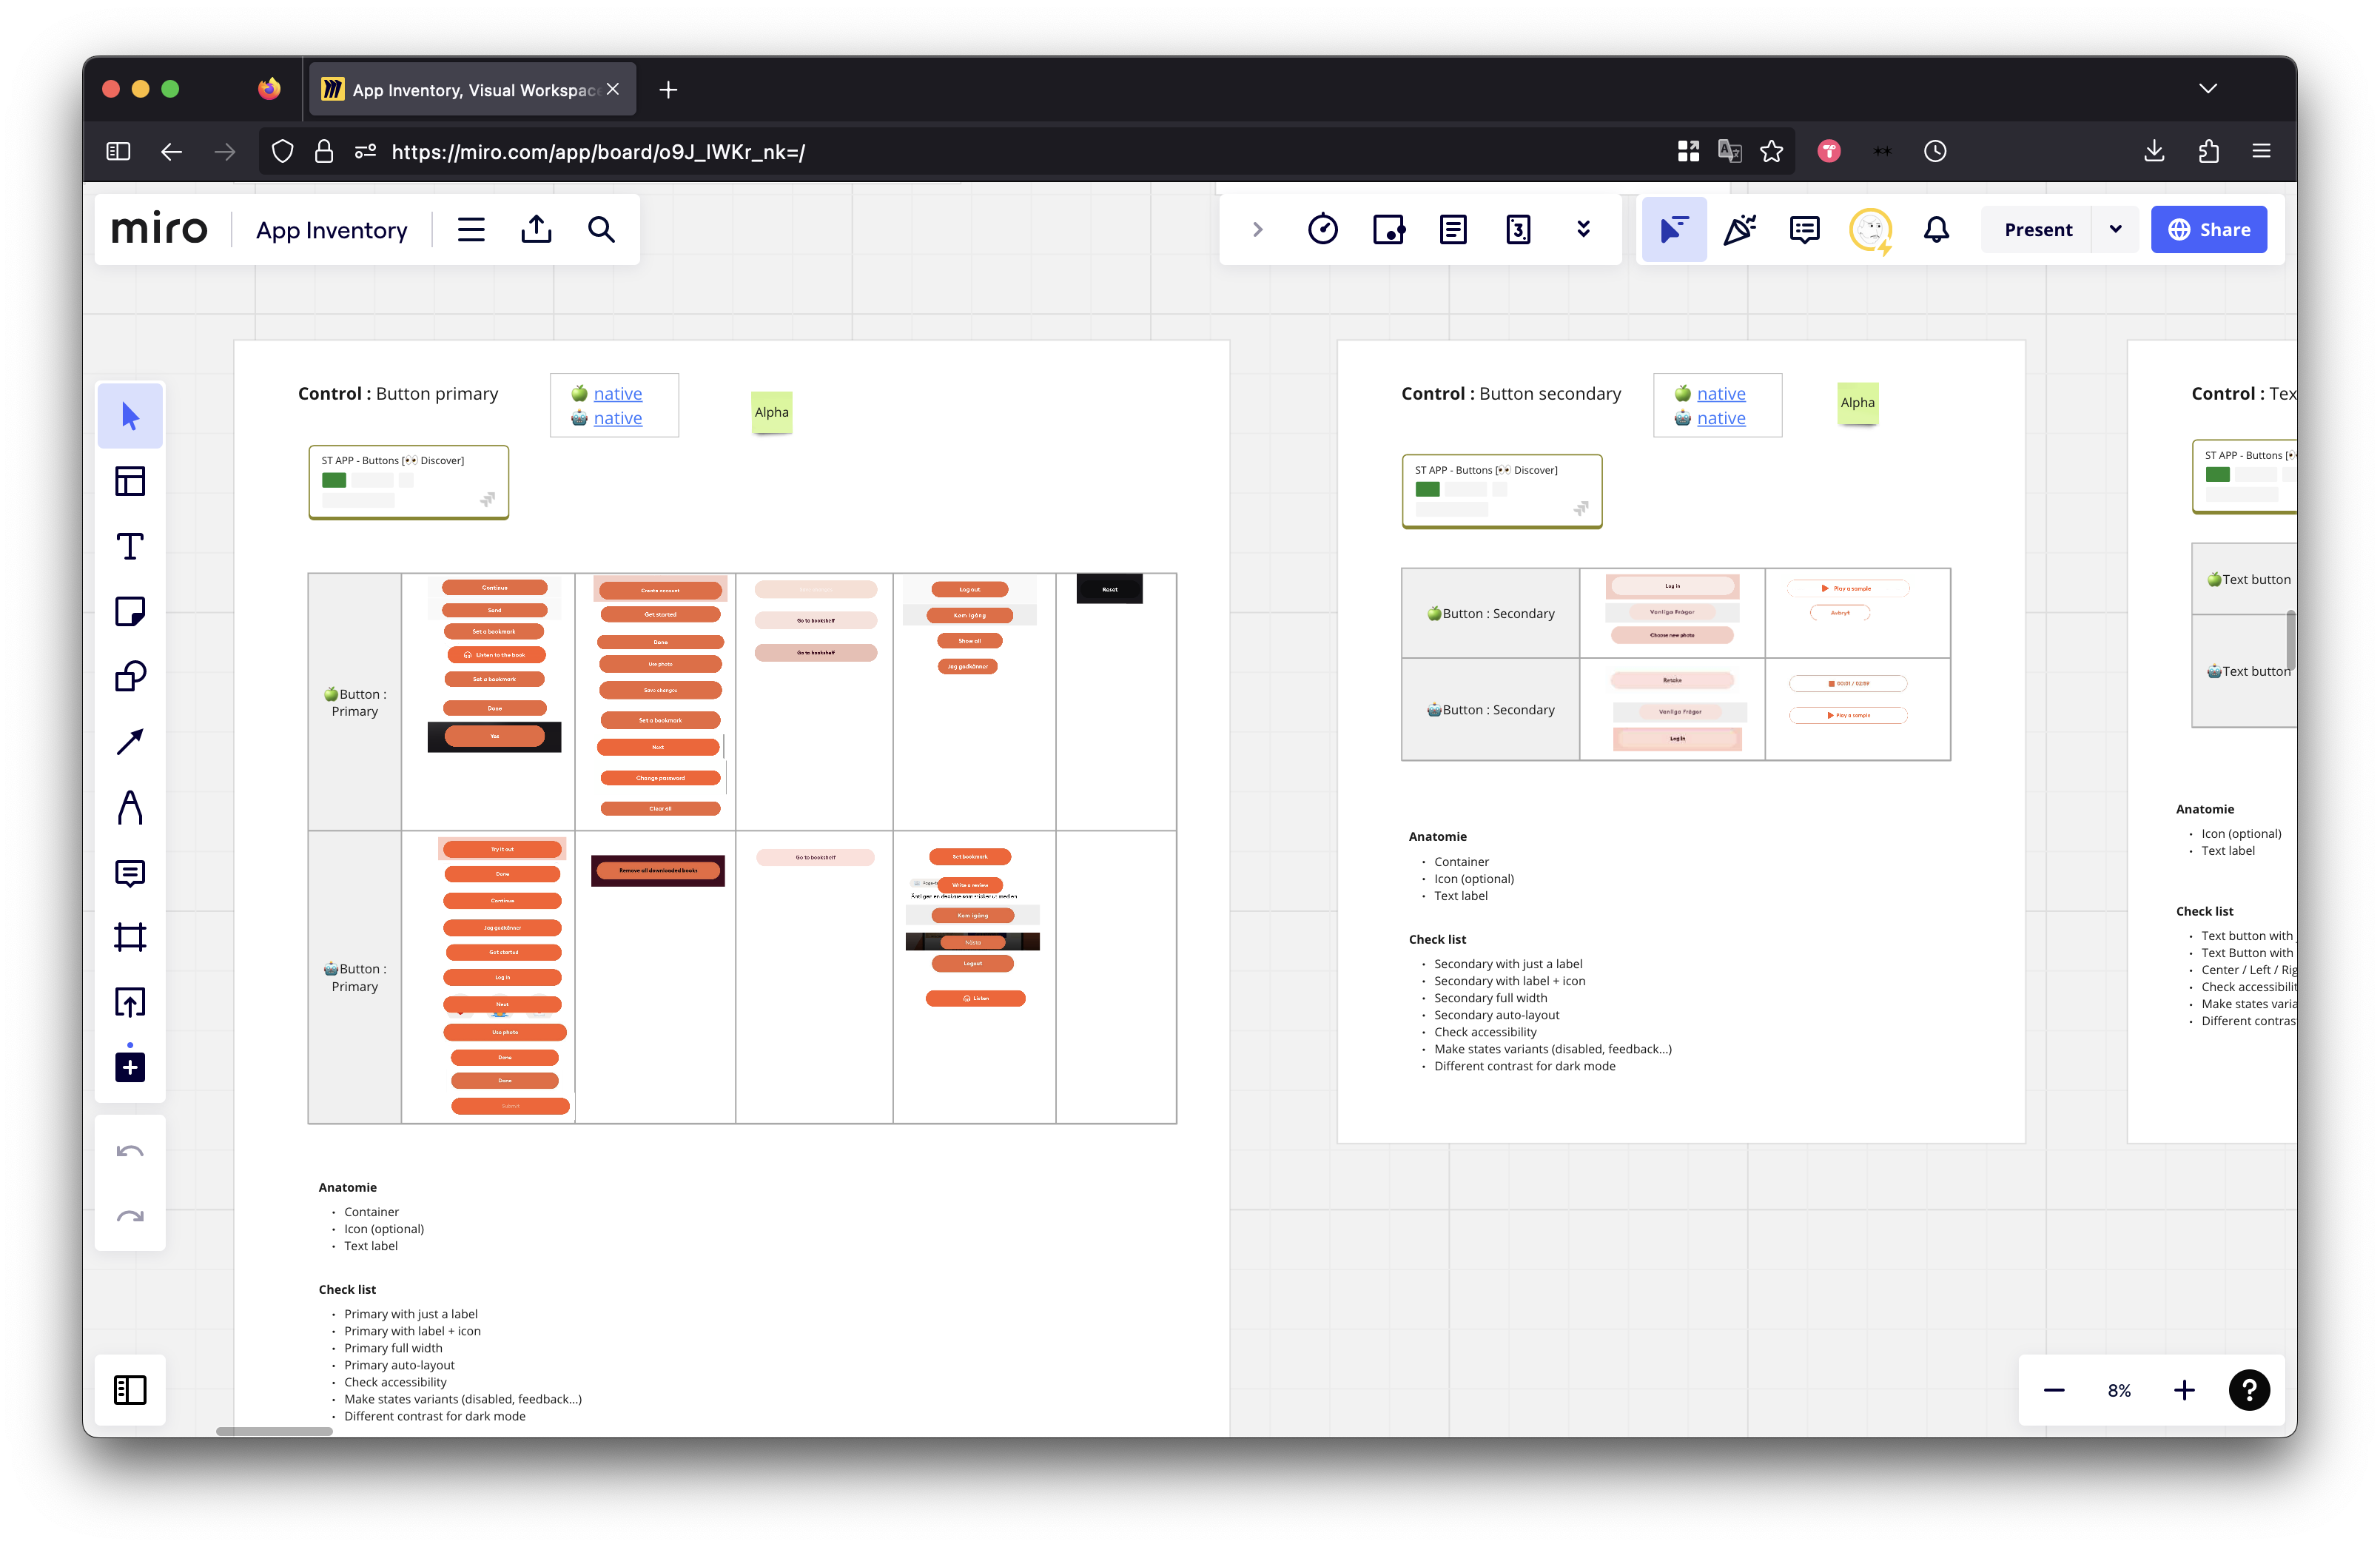 App Inventory, Visual Workspac
https://miro.com/app/board/o9J_lWKr_nk=/
miro
App Inventory
3
Present
Share
Control : Button primary
native
native
Alpha
ST APP - Buttons [👀 Discover]
🍏Button :
Primary
Continue
Send
Set a bookmark
Listen to the book
Set a bookmark
Done
Yes
Create account
Get started
Done
Use photo
Save changes
Set a bookmark
Next
Change password
Clear all
Go to bookshelf
Go to bookshelf
Log out
Kom igång
Show all
Jag godkänner
Reset
🤖Button :
Primary
Try it out
Done
Continue
Jag godkänner
Get started
Log in
Next
Use photo
Done
Done
Submit
Remove all downloaded books
Go to bookshelf
Set bookmark
Write a review
Kom igång
Nästa
Logout
Listen
Anatomie
• Container
• Icon (optional)
• Text label
Check list
• Primary with just a label
• Primary with label + icon
• Primary full width
• Primary auto-layout
• Check accessibility
• Make states variants (disabled, feedback...)
• Different contrast for dark mode
Control : Button secondary
native
native
Alpha
ST APP - Buttons [👀 Discover]
🍏Button : Secondary
Log in
Vanliga Frågor
Choose new photo
Play a sample
Avbryt
🤖Button : Secondary
Retake
Vanliga Frågor
Log in
00:01 / 02:59
Play a sample
Anatomie
• Container
• Icon (optional)
• Text label
Check list
• Secondary with just a label
• Secondary with label + icon
• Secondary full width
• Secondary auto-layout
• Check accessibility
• Make states variants (disabled, feedback...)
• Different contrast for dark mode
Control : Tex
ST APP - Buttons [
🍏Text button
🤖Text button
Anatomie
• Icon (optional)
• Text label
Check list
• Text button with
• Text Button with
• Center / Left / Rig
• Check accessibilit
• Make states varia
• Different contras
8%